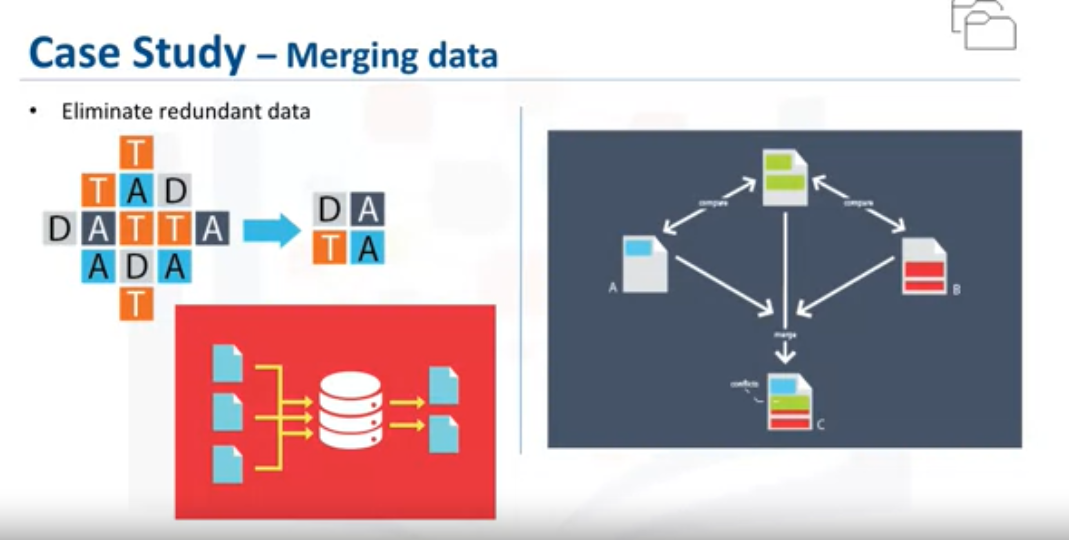 Case Study – Merging data
• Eliminate redundant data
T
T A D
D A T T A
A D A
T
D A
T A
compare
compare
A
B
merge
conflicts
C